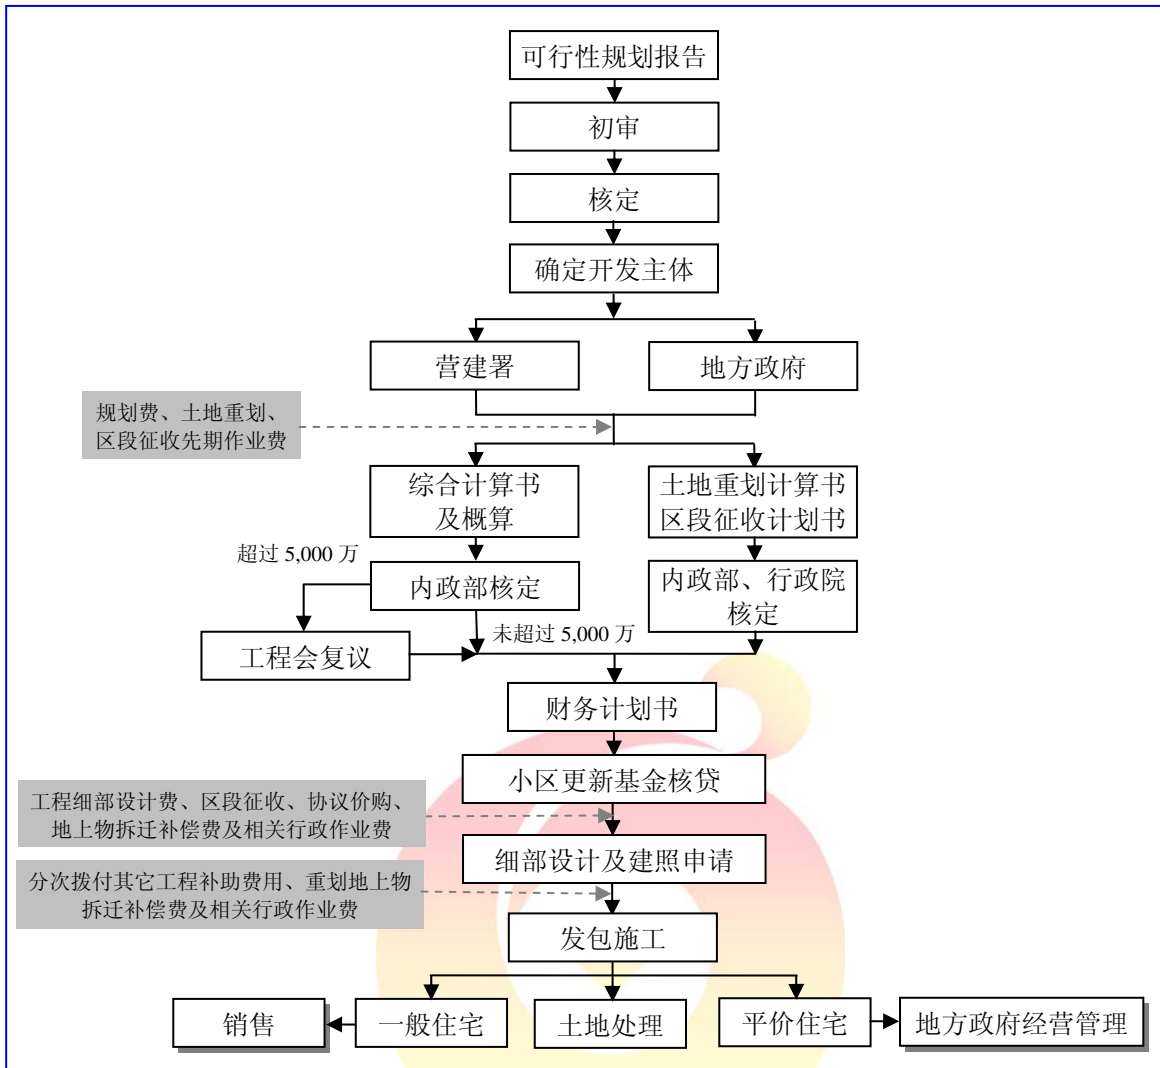 可行性规划报告
初审
核定
确定开发主体
营建署
地方政府
规划费、土地重划、
区段征收先期作业费
综合计算书
及概算
土地重划计算书
区段征收计划书
超过 5,000 万
内政部核定
内政部、行政院
核定
未超过 5,000 万
工程会复议
财务计划书
小区更新基金核贷
工程细部设计费、区段征收、协议价购、
地上物拆迁补偿费及相关行政作业费
细部设计及建照申请
分次拨付其它工程补助费用、重划地上物
拆迁补偿费及相关行政作业费
发包施工
销售
一般住宅
土地处理
平价住宅
地方政府经营管理